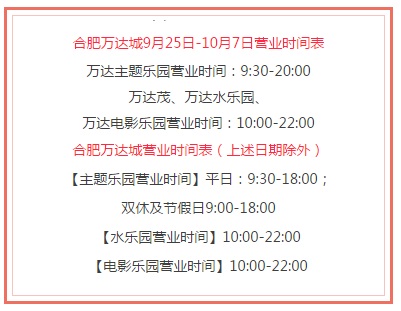 合肥万达城9月25日-10月7日营业时间表
万达主题乐园营业时间：9:30-20:00
万达茂、万达水乐园、
万达电影乐园营业时间：10:00-22:00
合肥万达城营业时间表（上述日期除外）
【主题乐园营业时间】平日：9:30-18:00；
双休及节假日9:00-18:00
【水乐园营业时间】10:00-22:00
【电影乐园营业时间】10:00-22:00